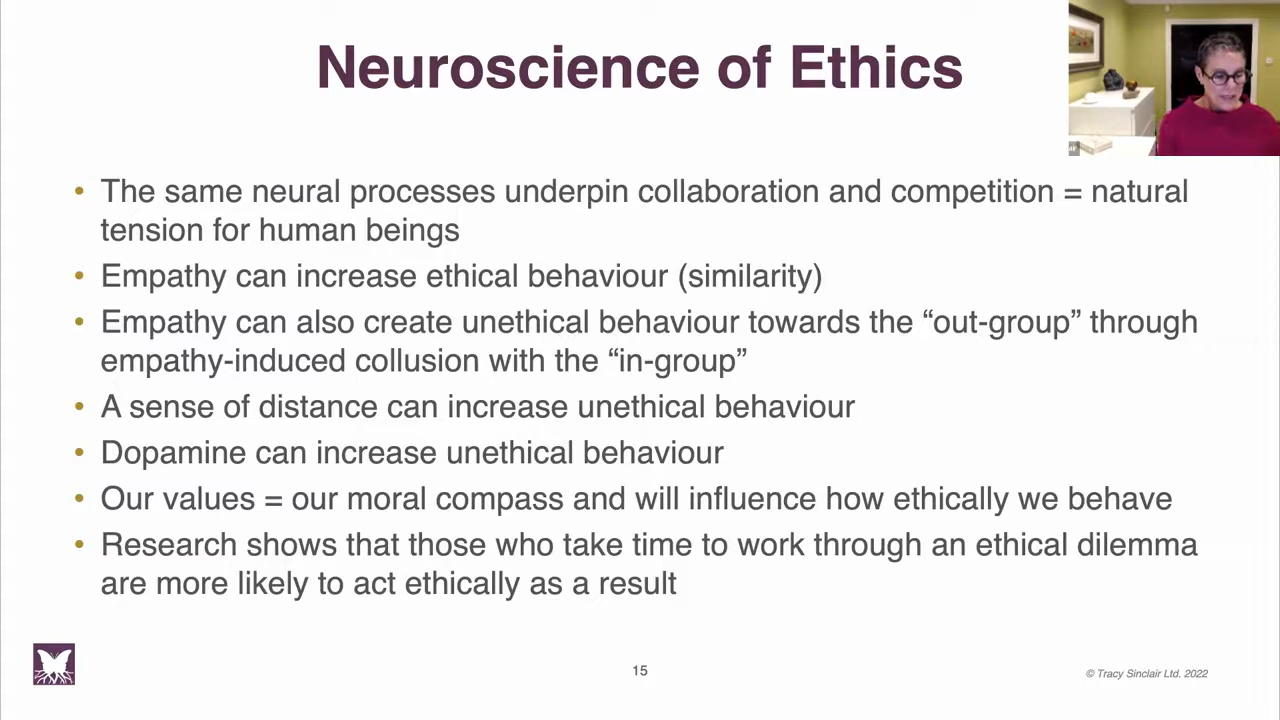 Neuroscience of Ethics
• The same neural processes underpin collaboration and competition = natural
tension for human beings
• Empathy can increase ethical behaviour (similarity)
• Empathy can also create unethical behaviour towards the “out-group” through
empathy-induced collusion with the “in-group”
• A sense of distance can increase unethical behaviour
• Dopamine can increase unethical behaviour
• Our values = our moral compass and will influence how ethically we behave
• Research shows that those who take time to work through an ethical dilemma
are more likely to act ethically as a result
15
© Tracy Sinclair Ltd. 2022